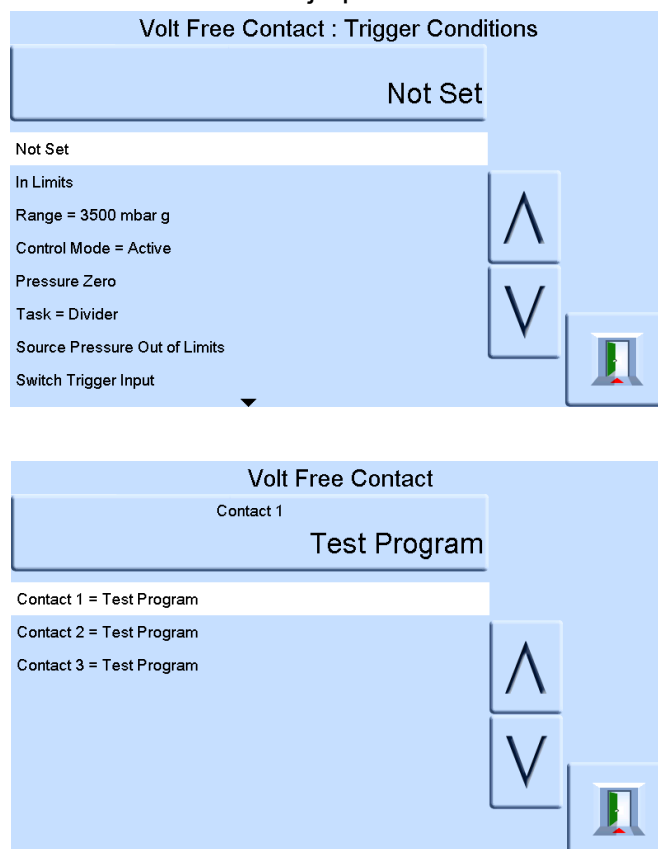 Volt Free Contact : Trigger Conditions
Not Set
Not Set
In Limits
Range = 3500 mbar g
Control Mode = Active
Pressure Zero
Task = Divider
Source Pressure Out of Limits
Switch Trigger Input
Volt Free Contact
Contact 1
Test Program
Contact 1 = Test Program
Contact 2 = Test Program
Contact 3 = Test Program